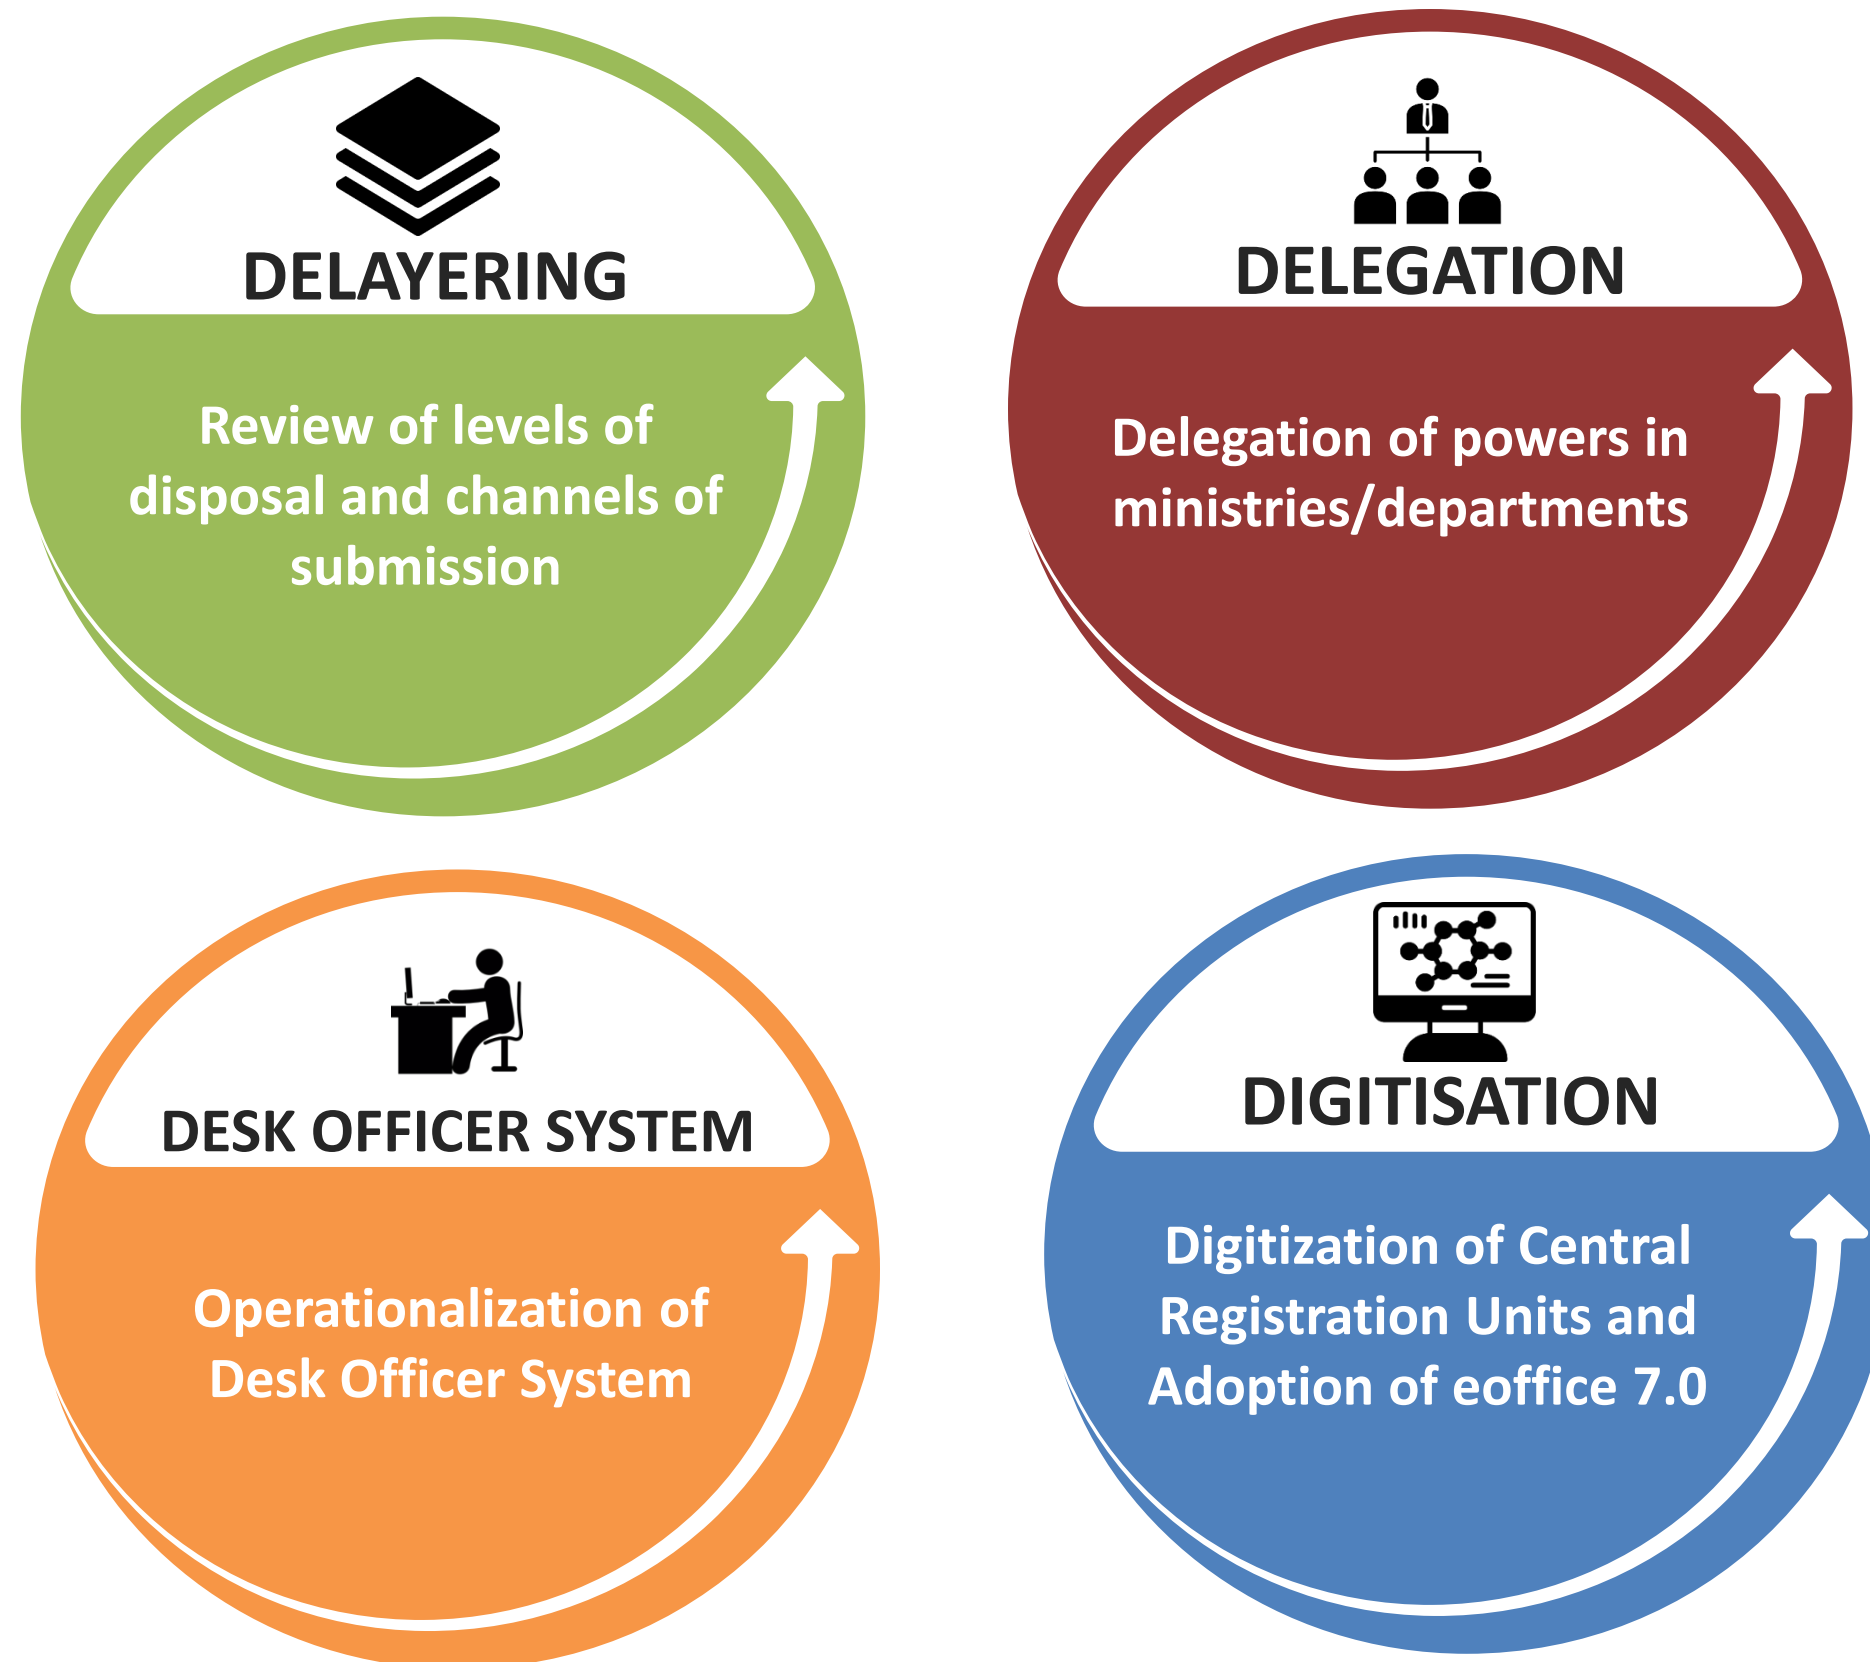 DELAYERING
Review of levels of
disposal and channels of
submission
DELEGATION
Delegation of powers in
ministries/departments
DESK OFFICER SYSTEM
Operationalization of
Desk Officer System
DIGITISATION
Digitization of Central
Registration Units and
Adoption of eoffice 7.0